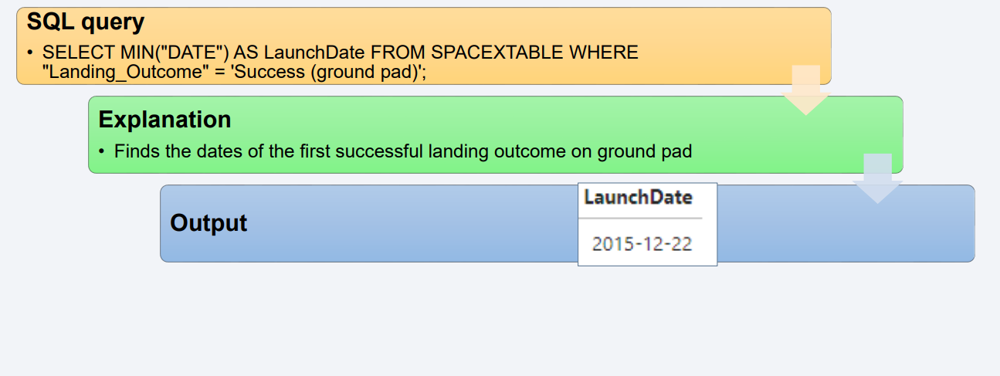 SQL query
• SELECT MIN("DATE") AS LaunchDate FROM SPACEXTABLE WHERE
"Landing_Outcome" = 'Success (ground pad)';
Explanation
• Finds the dates of the first successful landing outcome on ground pad
Output
LaunchDate
2015-12-22